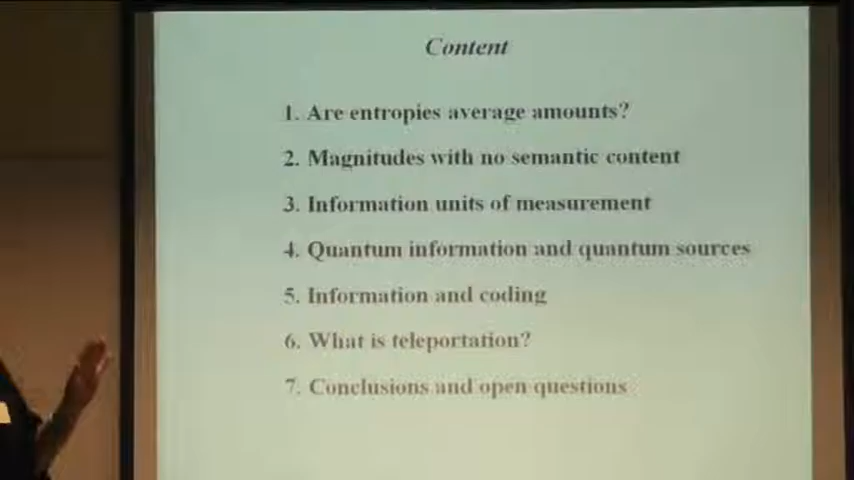 Content
1. Are entropies average amounts?
2. Magnitudes with no semantic content
3. Information units of measurement
4. Quantum information and quantum sources
5. Information and coding
6. What is teleportation?
7. Conclusions and open questions